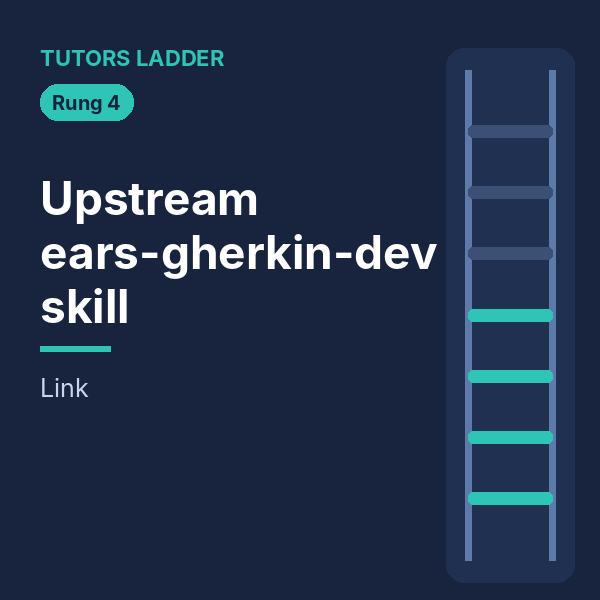 TUTORS LADDER
Rung 4
Upstream
ears-gherkin-dev
skill
Link